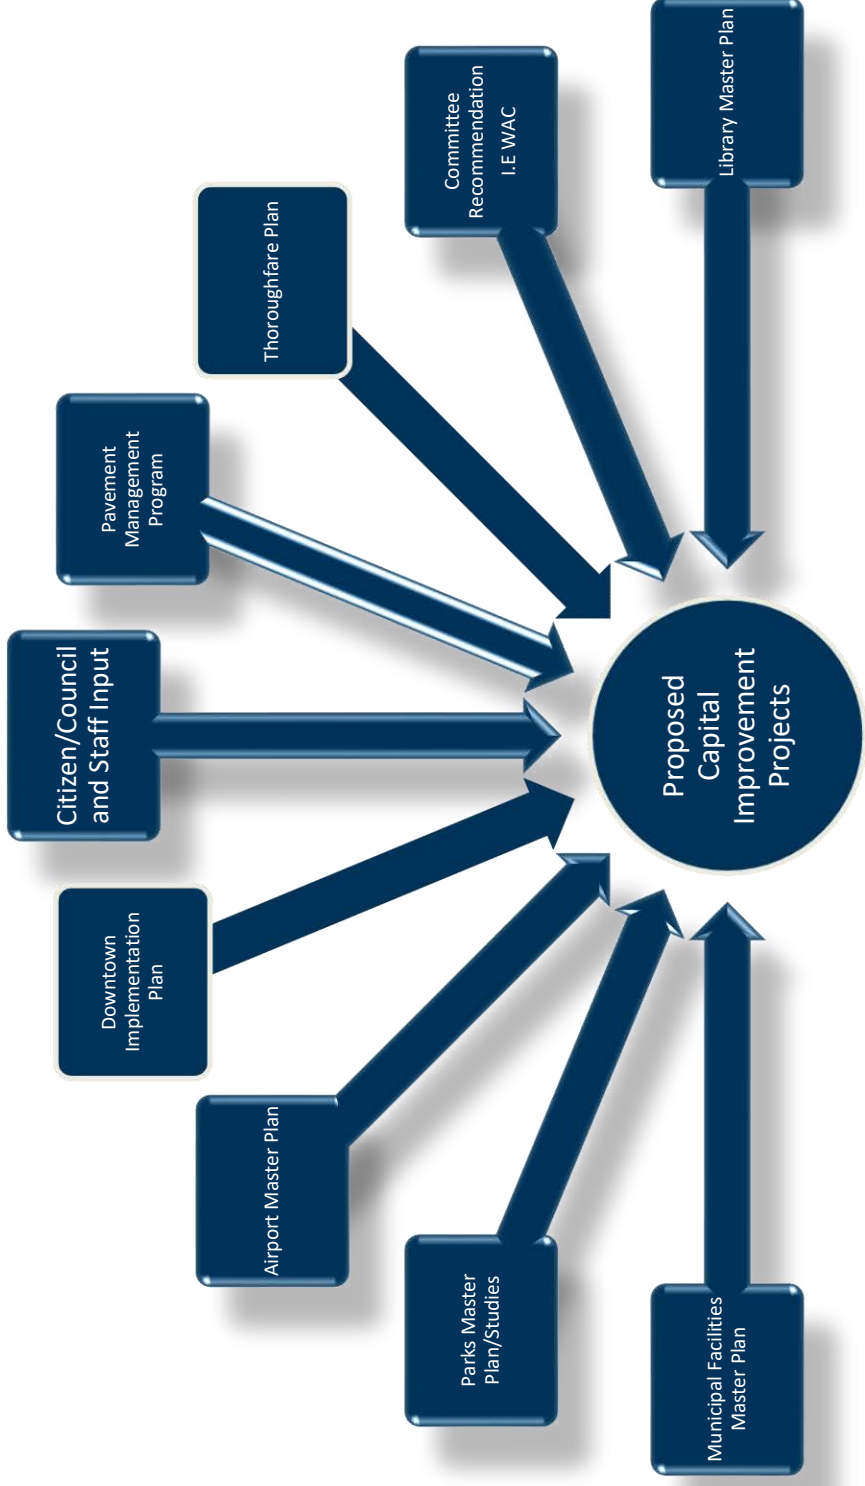 Municipal Facilities
Master Plan
Parks Master
Plan/Studies
Airport Master Plan
Downtown
Implementation
Plan
Citizen/Council
and Staff Input
Pavement
Management
Program
Thoroughfare Plan
Committee
Recommendation
I.E WAC
Library Master Plan
Proposed
Capital
Improvement
Projects